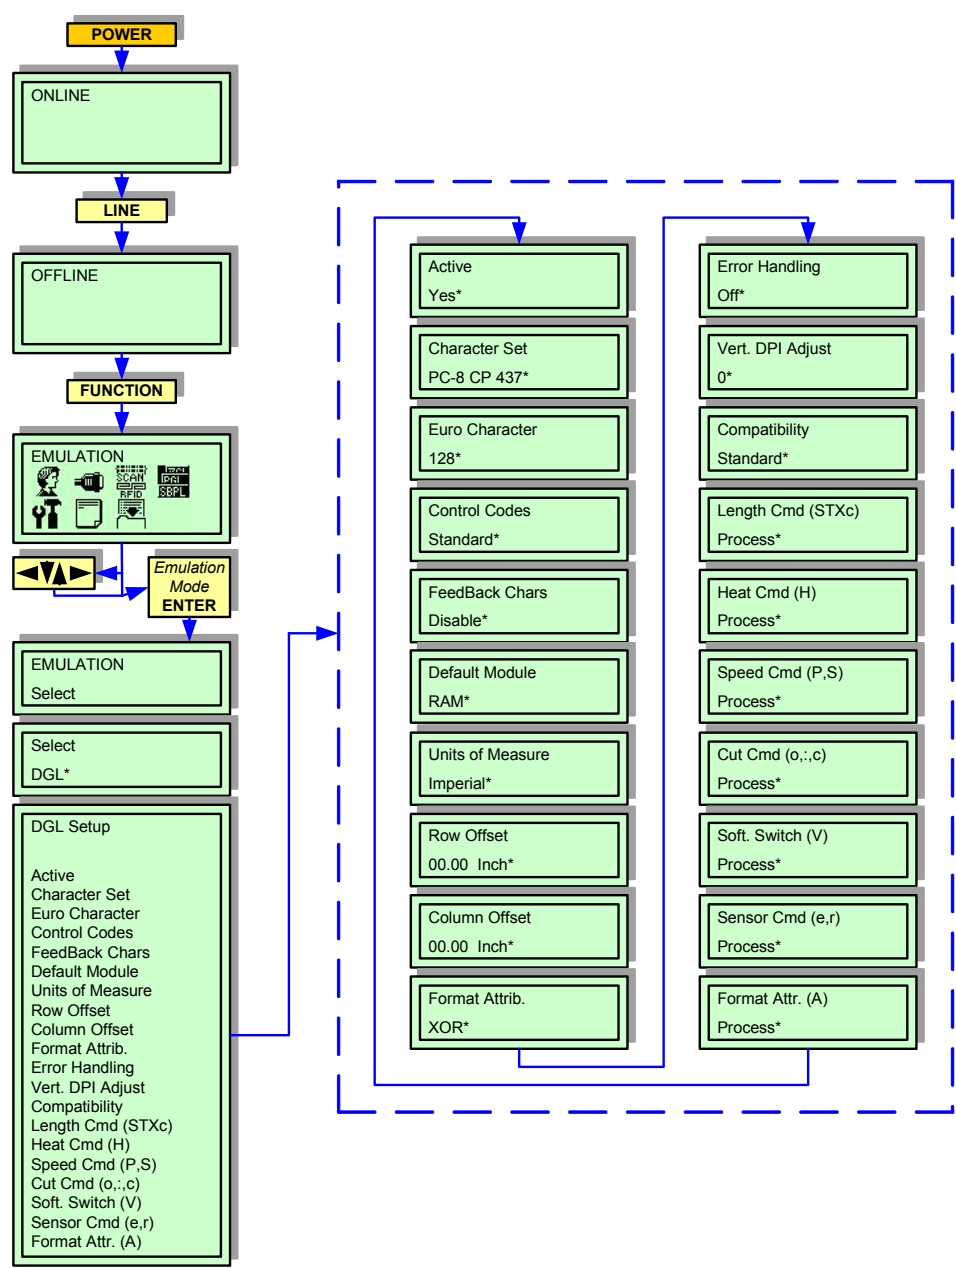 POWER
ONLINE
LINE
OFFLINE
FUNCTION
EMULATION
SCAN
RFID
PGL
SBPL
Emulation
Mode
ENTER
EMULATION
Select
Select
DGL*
DGL Setup
Active
Character Set
Euro Character
Control Codes
FeedBack Chars
Default Module
Units of Measure
Row Offset
Column Offset
Format Attrib.
Error Handling
Vert. DPI Adjust
Compatibility
Length Cmd (STXc)
Heat Cmd (H)
Speed Cmd (P,S)
Cut Cmd (o,:,c)
Soft. Switch (V)
Sensor Cmd (e,r)
Format Attr. (A)
Active
Yes*
Character Set
PC-8 CP 437*
Euro Character
128*
Control Codes
Standard*
FeedBack Chars
Disable*
Default Module
RAM*
Units of Measure
Imperial*
Row Offset
00.00  Inch*
Column Offset
00.00  Inch*
Format Attrib.
XOR*
Error Handling
Off*
Vert. DPI Adjust
0*
Compatibility
Standard*
Length Cmd (STXc)
Process*
Heat Cmd (H)
Process*
Speed Cmd (P,S)
Process*
Cut Cmd (o,:,c)
Process*
Soft. Switch (V)
Process*
Sensor Cmd (e,r)
Process*
Format Attr. (A)
Process*